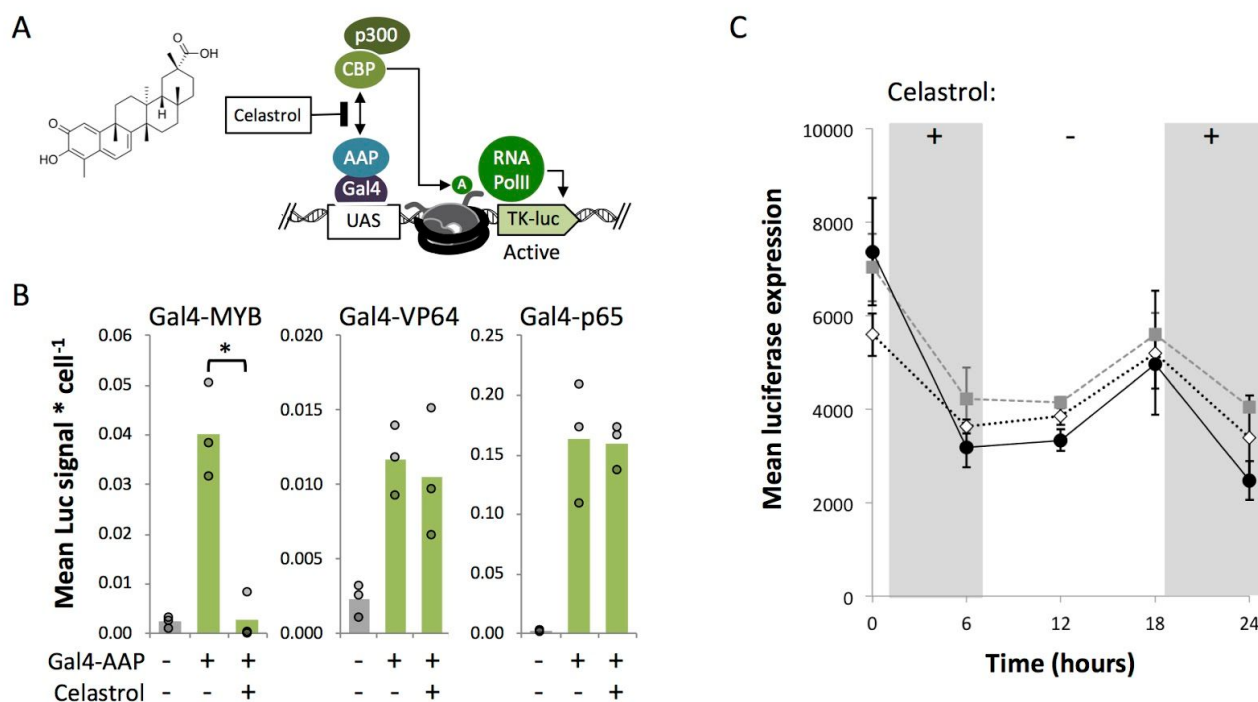 A
O
OH
O
HO
H
p300
CBP
Celastrol
AAP
Gal4
UAS
A
RNA
PolII
TK-luc
Active
B
Gal4-MYB
Gal4-VP64
Gal4-p65
Mean Luc signal * cell-1
0.06
0.05
0.04
0.03
0.02
0.01
0.00
*
0.020
0.015
0.010
0.005
0.000
0.25
0.20
0.15
0.10
0.05
0.00
Gal4-AAP - + + - + + - + +
Celastrol - - + - - + - - +
C
Celastrol:
+ - +
Mean luciferase expression
10000
8000
6000
4000
2000
0
0 6 12 18 24
Time (hours)